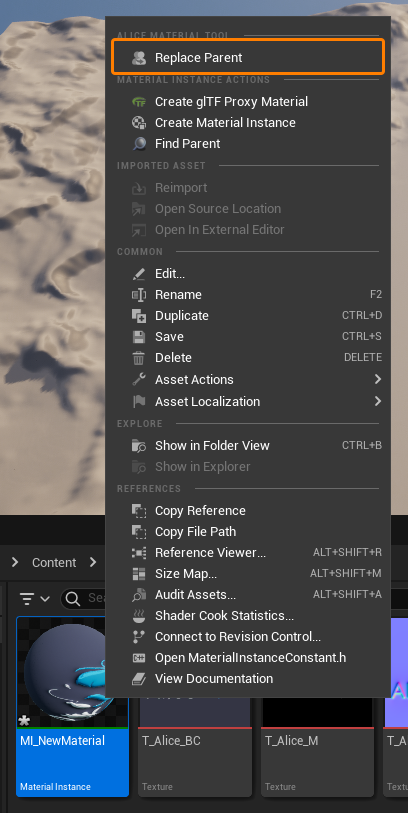 ALICE MATERIAL TOOL
Replace Parent
MATERIAL INSTANCE ACTIONS
Create glTF Proxy Material
Create Material Instance
Find Parent
IMPORTED ASSET
Reimport
Open Source Location
Open In External Editor
COMMON
Edit...
Rename F2
Duplicate CTRL+D
Save CTRL+S
Delete DELETE
Asset Actions
Asset Localization
EXPLORE
Show in Folder View CTRL+B
Show in Explorer
REFERENCES
Copy Reference
Copy File Path
Reference Viewer... ALT+SHIFT+R
Size Map... ALT+SHIFT+M
Audit Assets... ALT+SHIFT+A
Shader Cook Statistics...
Connect to Revision Control...
Open MaterialInstanceConstant.h
View Documentation
Content
Sea
MI_NewMaterial T_Alice_BC T_Alice_M T_A
Material Instance Texture Texture Textu